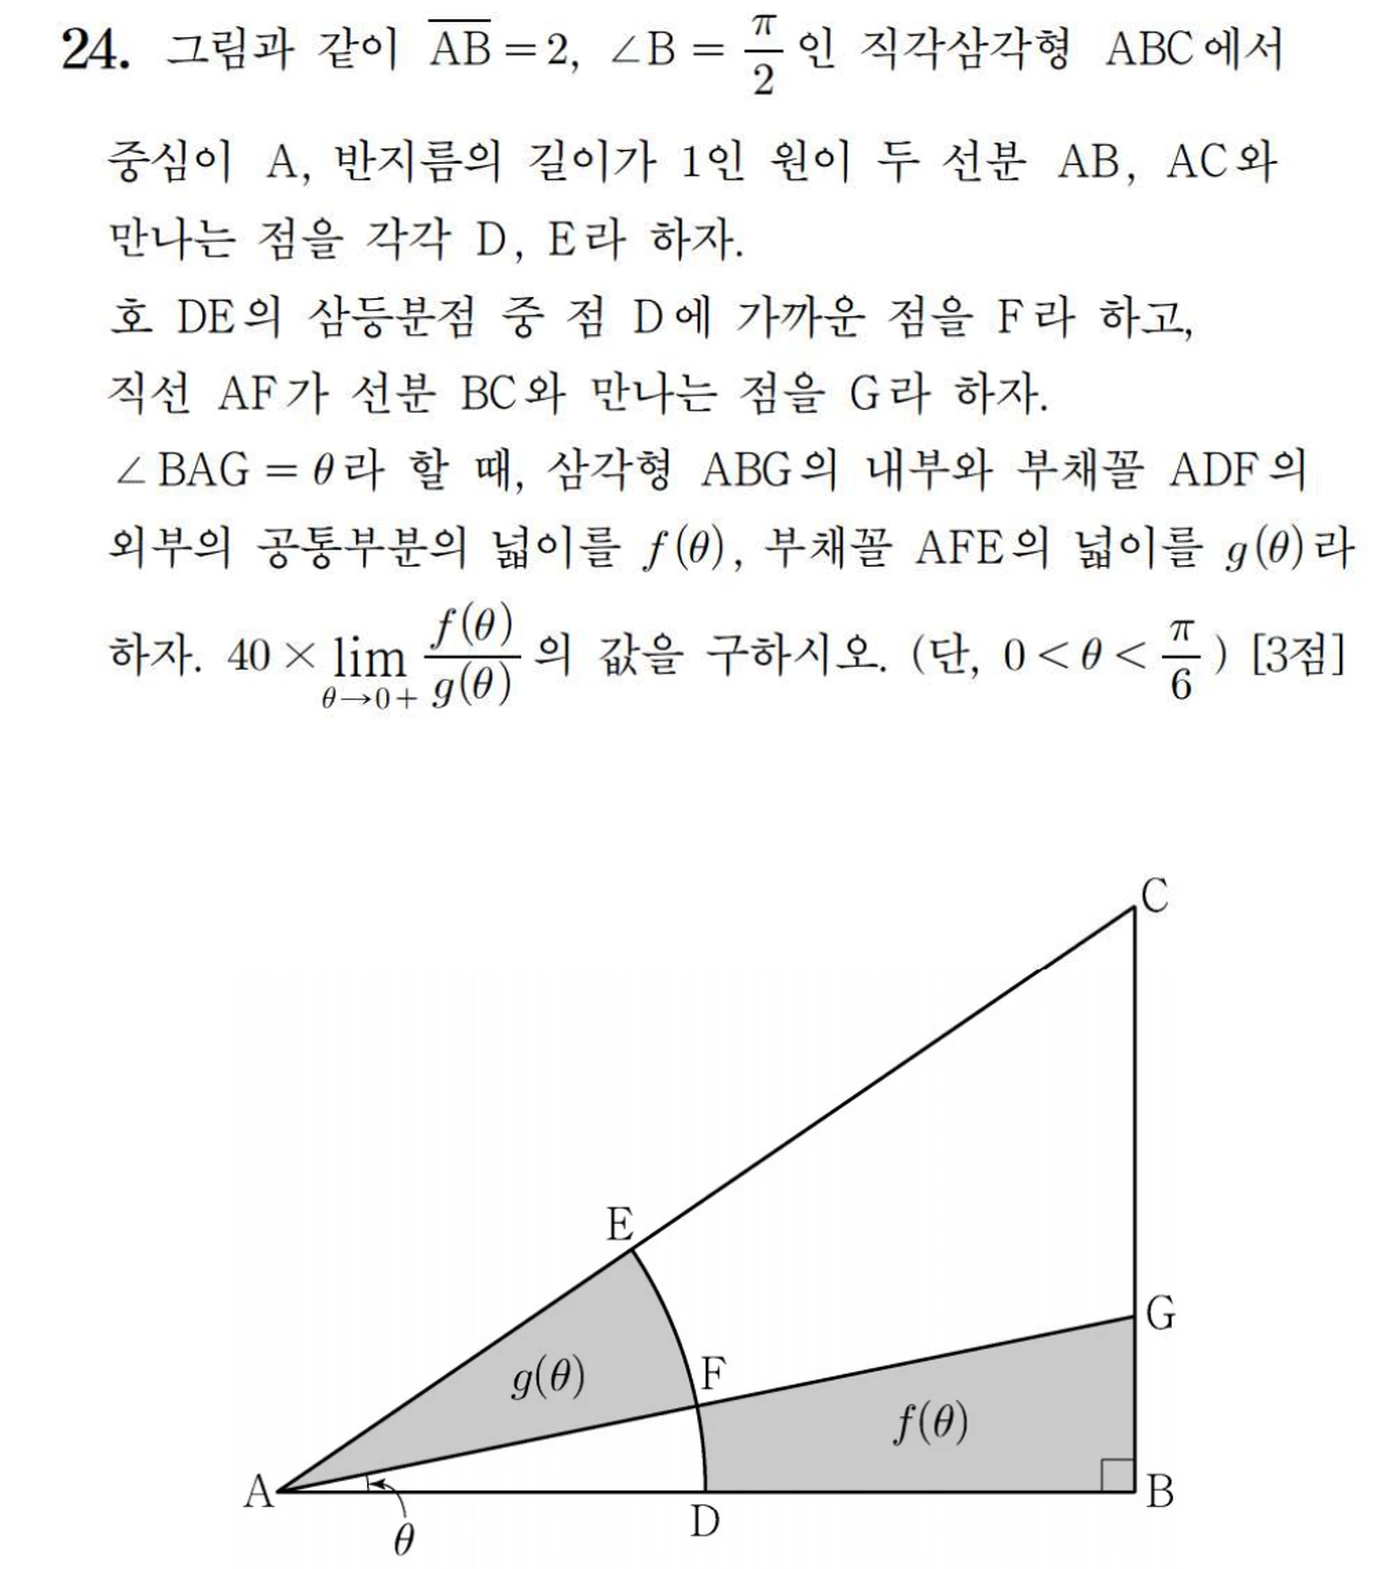 24. 그림과 같이 AB̅ = 2, ∠B = π/2 인 직각삼각형 ABC에서
중심이 A, 반지름의 길이가 1인 원이 두 선분 AB, AC와
만나는 점을 각각 D, E라 하자.
호 DE의 삼등분점 중 점 D에 가까운 점을 F라 하고,
직선 AF가 선분 BC와 만나는 점을 G라 하자.
∠BAG = θ라 할 때, 삼각형 ABG의 내부와 부채꼴 ADF의
외부의 공통부분의 넓이를 f(θ), 부채꼴 AFE의 넓이를 g(θ)라
하자. 40 × lim θ→0+ f(θ)/g(θ) 의 값을 구하시오. (단, 0 < θ < π/6) [3점]
C
E
G
F
g(θ)
f(θ)
A
B
D
θ